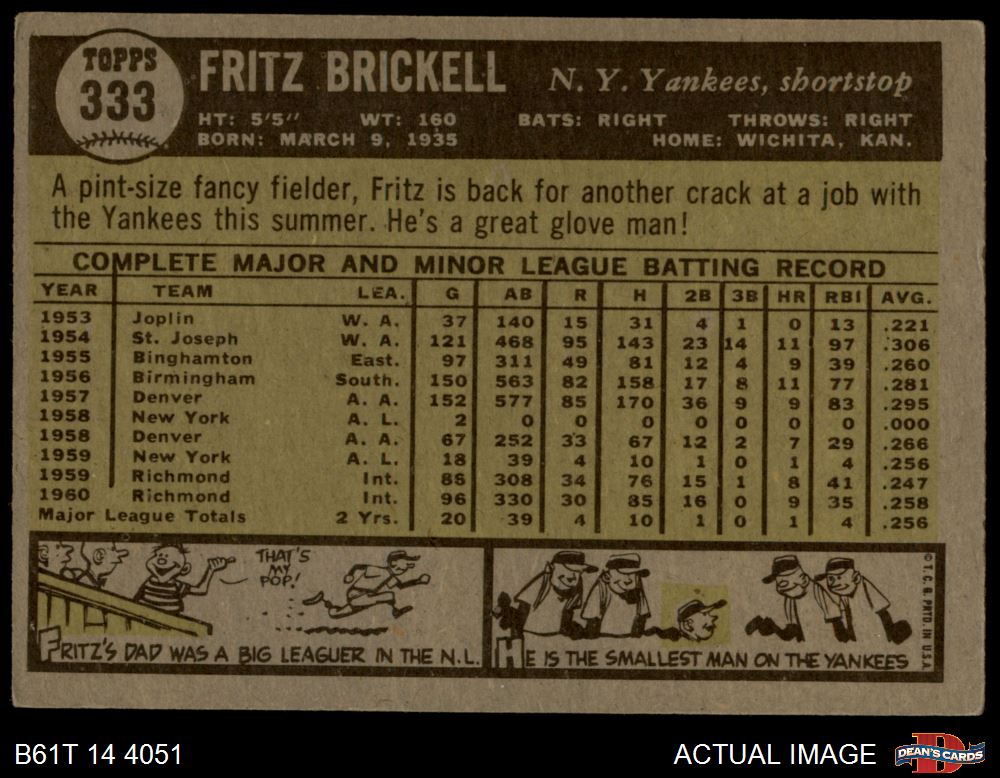 TOPPS
333
FRITZ BRICKELL N. Y. Yankees, shortstop
HT: 5'5" WT: 160 BATS: RIGHT THROWS: RIGHT
BORN: MARCH 9, 1935 HOME: WICHITA, KAN.
A pint-size fancy fielder, Fritz is back for another crack at a job with
the Yankees this summer. He's a great glove man!
COMPLETE MAJOR AND MINOR LEAGUE BATTING RECORD
YEAR TEAM LEA. G AB R H 2B 3B HR RBI AVG.
1953 Joplin W. A. 37 140 15 31 4 1 0 13 .221
1954 St. Joseph W. A. 121 468 95 143 23 14 11 97 .306
1955 Binghamton East. 97 311 49 81 12 4 9 39 .260
1956 Birmingham South. 150 563 82 158 17 8 11 77 .281
1957 Denver A. A. 152 577 85 170 36 9 9 83 .295
1958 New York A. L. 2 0 0 0 0 0 0 0 .000
1958 Denver A. A. 67 252 33 67 12 2 7 29 .266
1959 New York A. L. 18 39 4 10 1 0 1 4 .256
1959 Richmond Int. 88 308 34 76 15 1 8 41 .247
1960 Richmond Int. 96 330 30 85 16 0 9 35 .258
Major League Totals 2 Yrs. 20 39 4 10 1 0 1 4 .256
THAT'S
MY
POP!
FRITZ'S DAD WAS A BIG LEAGUER IN THE N.L.
HE IS THE SMALLEST MAN ON THE YANKEES
© T. C. G. PRTD. IN U.S.A.
B61T 14 4051 ACTUAL IMAGE
DEAN'S CARDS